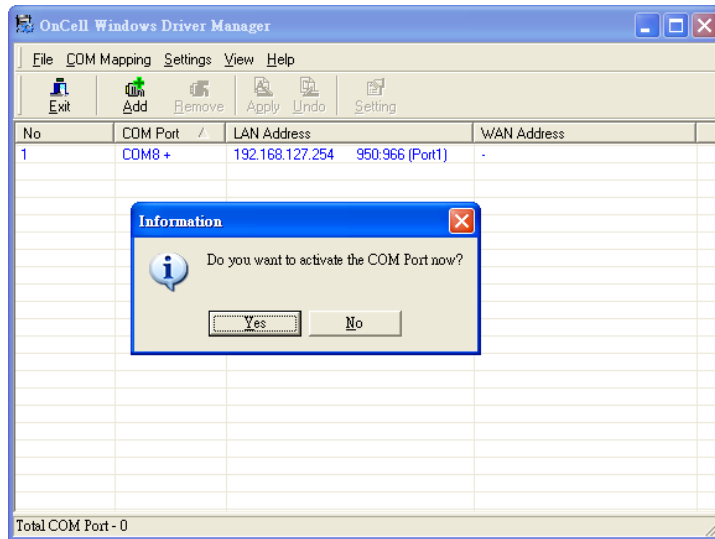 OnCell Windows Driver Manager
File COM Mapping Settings View Help
Exit Add Remove Apply Undo Setting
No COM Port LAN Address WAN Address
1 COM8 + 192.168.127.254 950:966 (Port1) -
Information
Do you want to activate the COM Port now?
Yes No
Total COM Port - 0